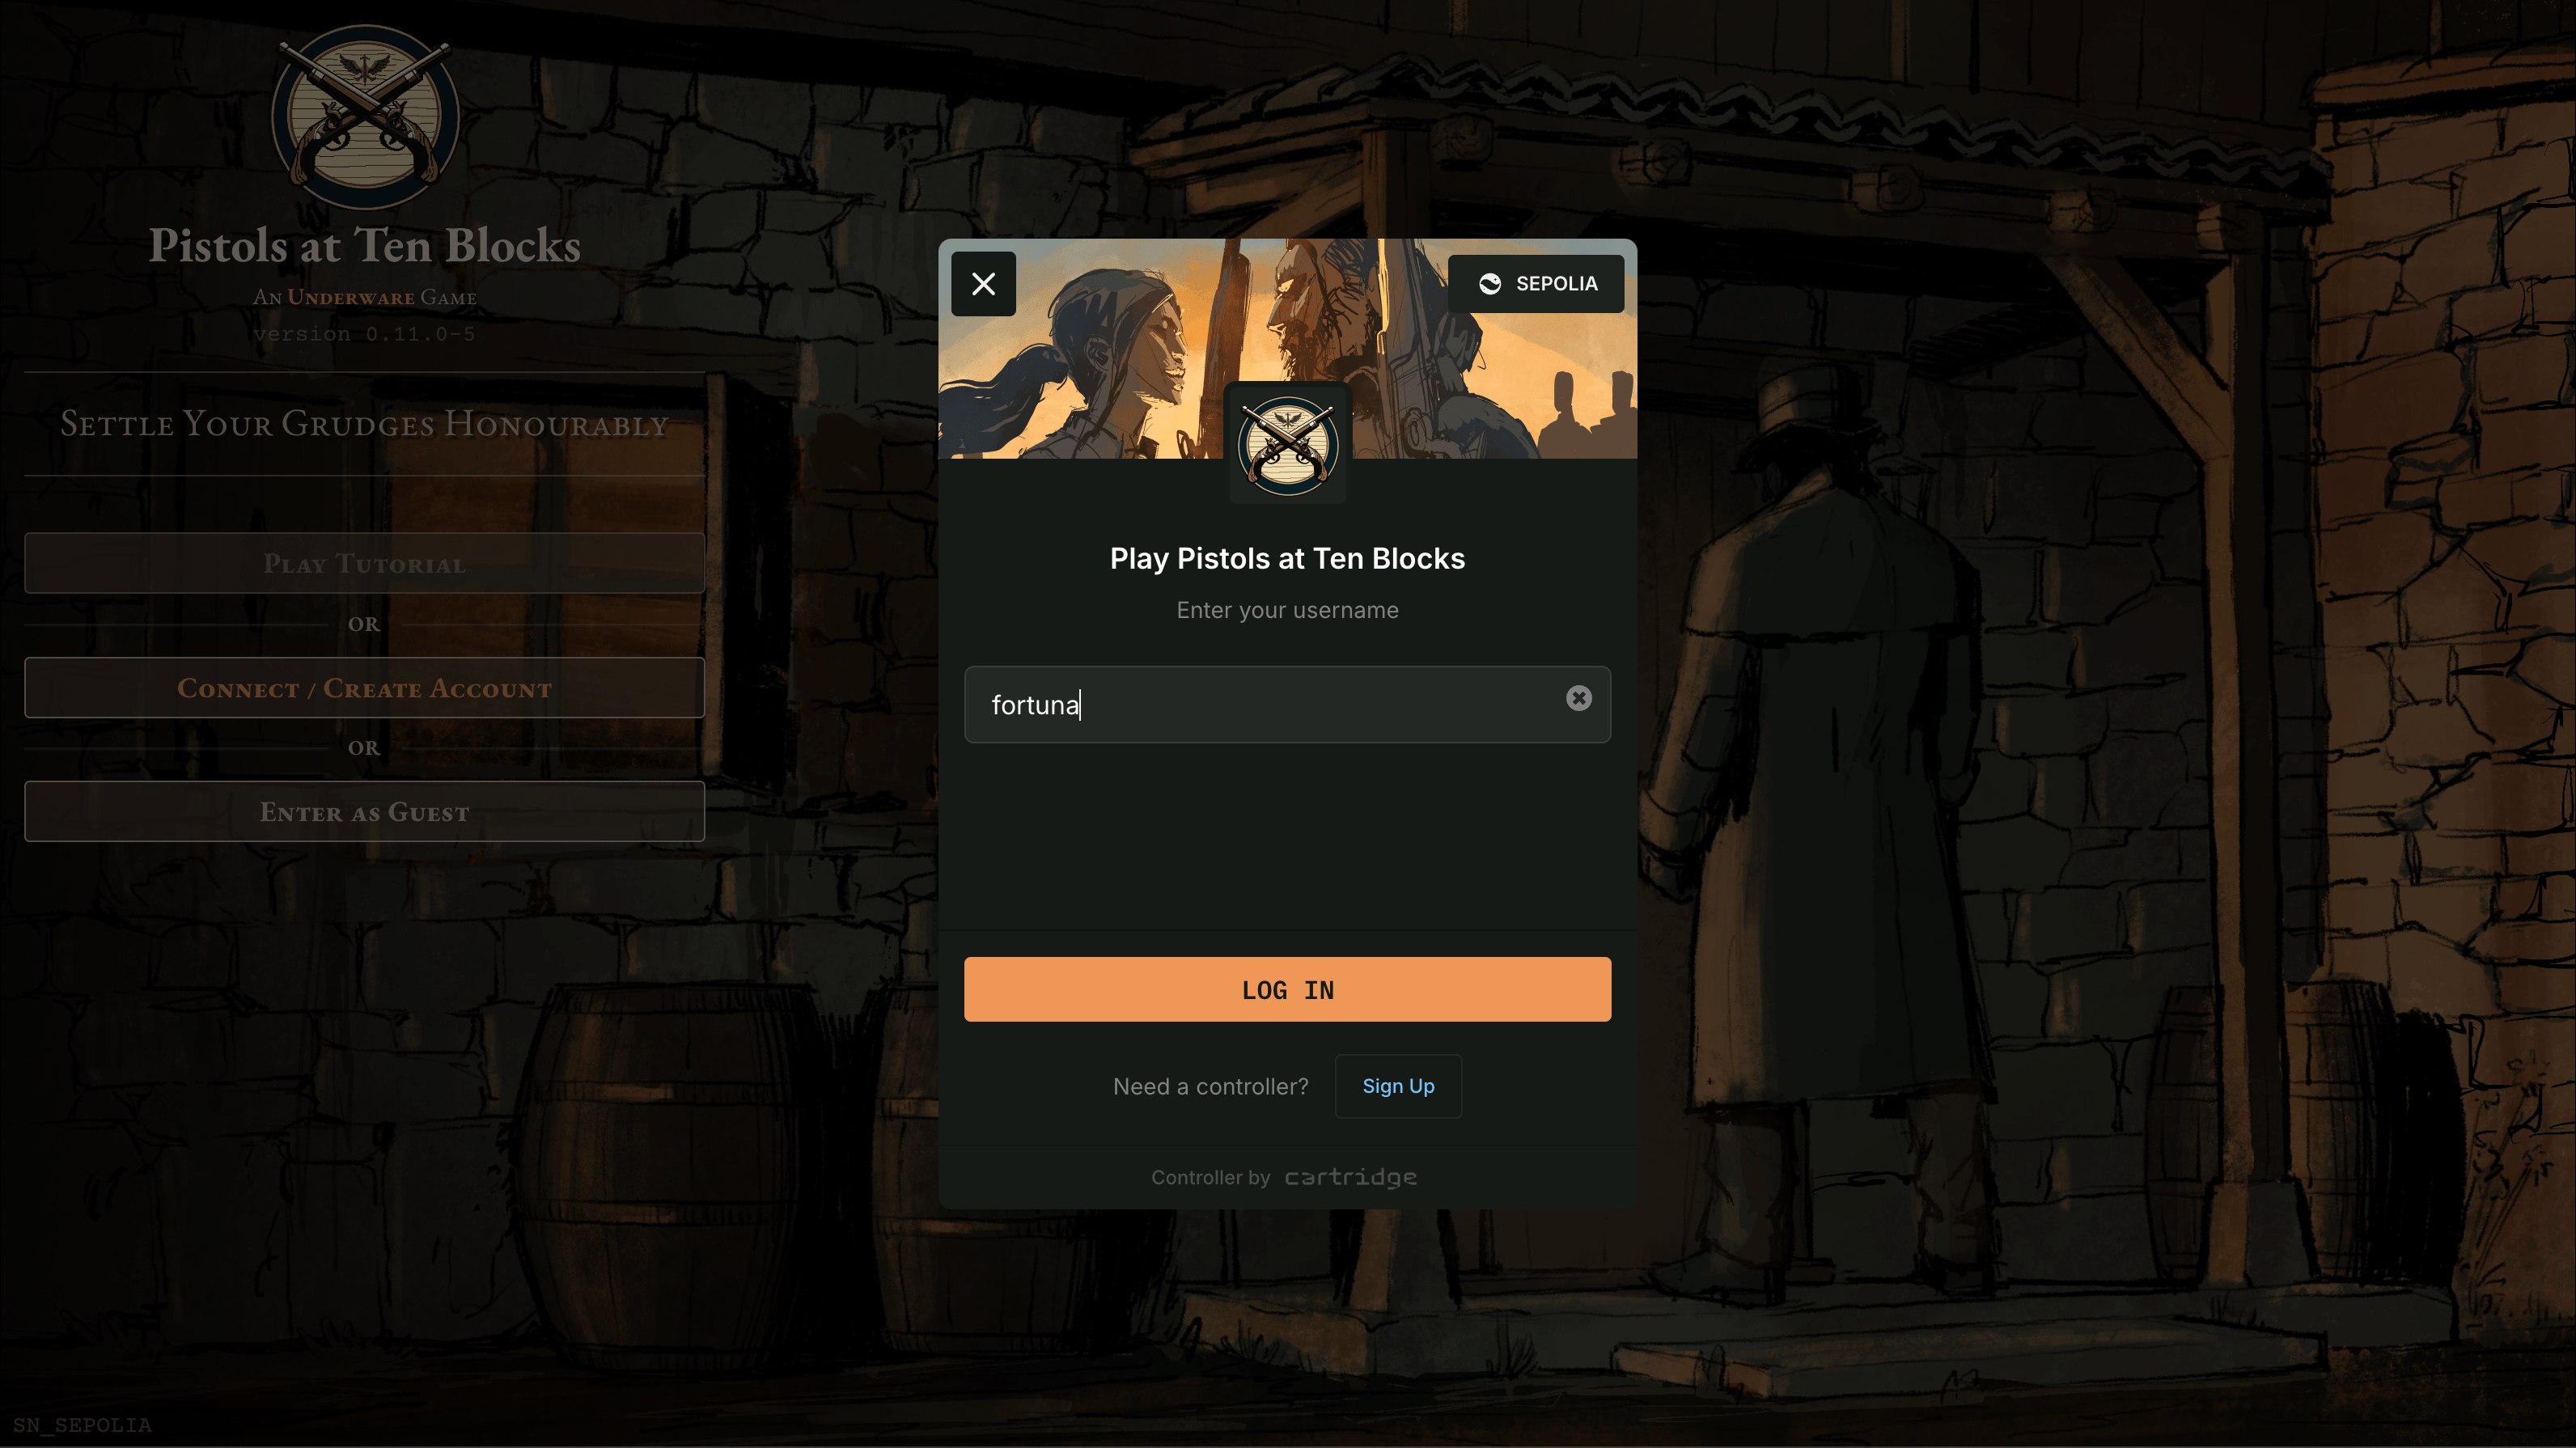 Pistols at Ten Blocks
An Underware Game
version 0.11.0-5
Settle Your Grudges Honourably
Play Tutorial
OR
Connect / Create Account
OR
Enter as Guest
SN_SEPOLIA
SEPOLIA
Play Pistols at Ten Blocks
Enter your username
fortuna
LOG IN
Need a controller? Sign Up
Controller by cartridge